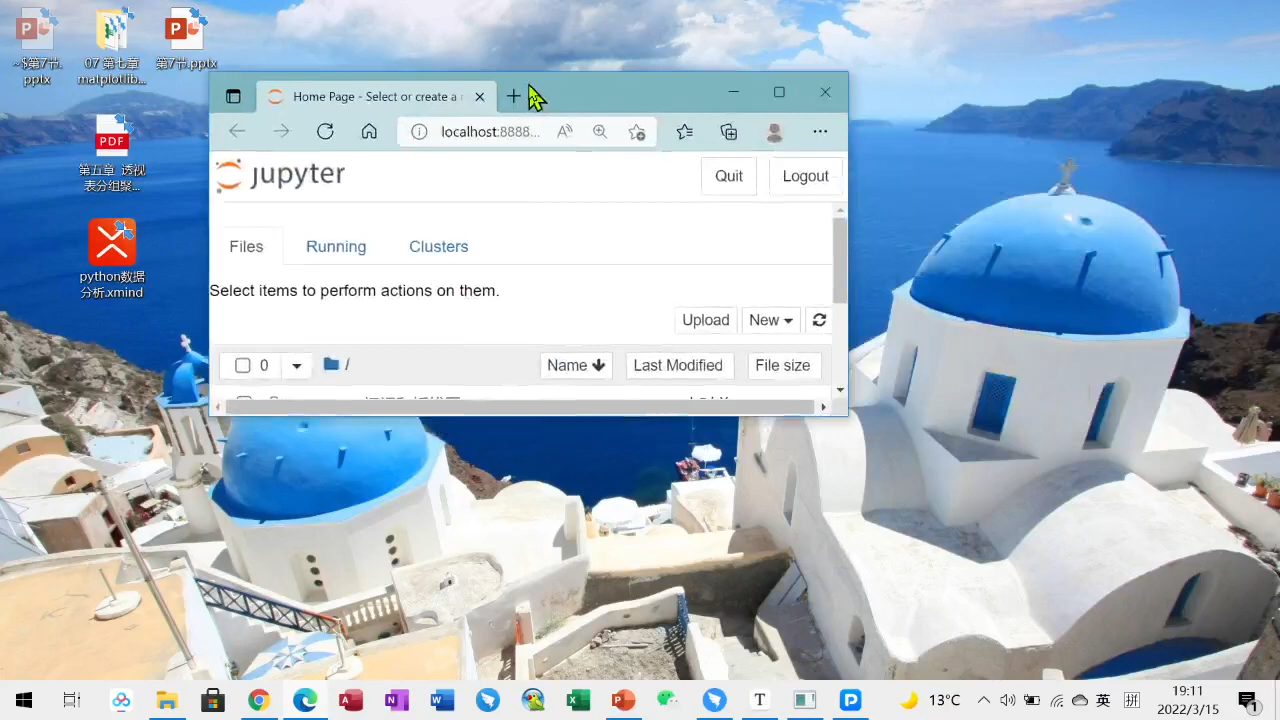 ~$第7节.
pptx
07 第七章
matplotlib...
第7节.pptx
PDF
第五章 透视
表分组聚...
python数据
分析.xmind
Home Page - Select or create a
localhost:8888...
jupyter
Quit
Logout
Files
Running
Clusters
Select items to perform actions on them.
Upload
New
0
/
Name
Last Modified
File size
13°C
英
拼
19:11
2022/3/15
1